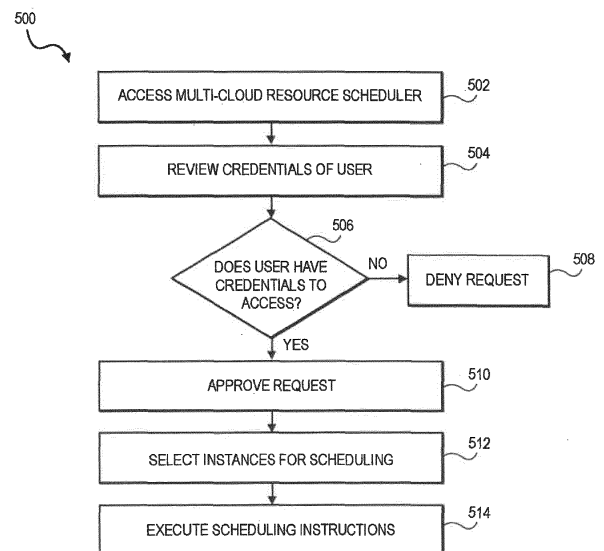 500
ACCESS MULTI-CLOUD RESOURCE SCHEDULER
502
REVIEW CREDENTIALS OF USER
504
506
DOES USER HAVE
CREDENTIALS TO
ACCESS?
NO
DENY REQUEST
508
YES
APPROVE REQUEST
510
SELECT INSTANCES FOR SCHEDULING
512
EXECUTE SCHEDULING INSTRUCTIONS
514